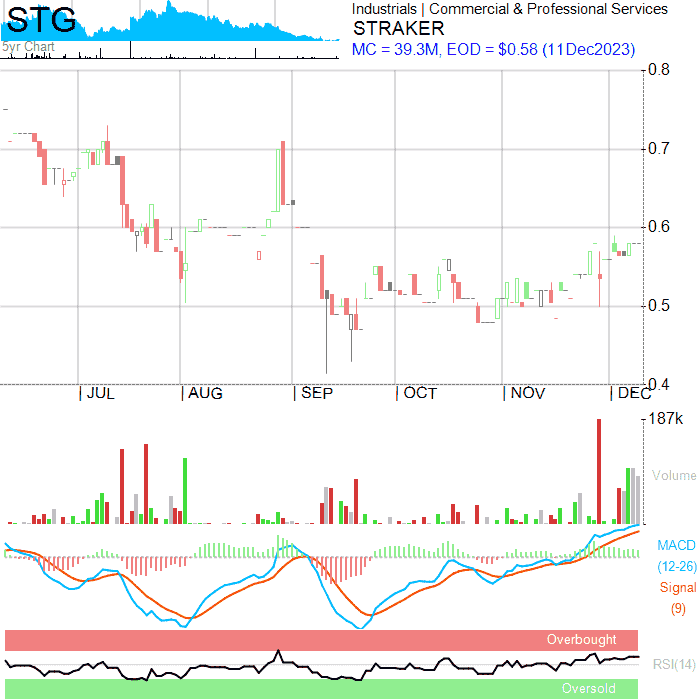 STG
5yr Chart
Industrials | Commercial & Professional Services
STRAKER
MC = 39.3M, EOD = $0.58 (11Dec2023)
0.8
0.7
0.6
0.5
0.4
JUL AUG SEP OCT NOV DEC
187k
Volume
MACD
(12-26)
Signal
(9)
Overbought
RSI(14)
Oversold